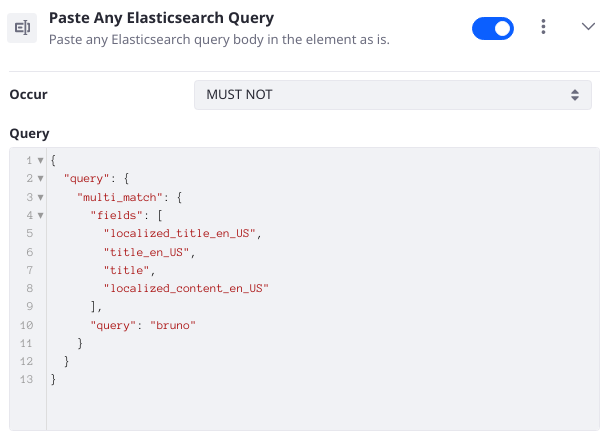 Paste Any Elasticsearch Query
Paste any Elasticsearch query body in the element as is.
Occur
MUST NOT
Query
1 {
2   "query": {
3     "multi_match": {
4       "fields": [
5         "localized_title_en_US",
6         "title_en_US",
7         "title",
8         "localized_content_en_US"
9       ],
10       "query": "bruno"
11     }
12   }
13 }